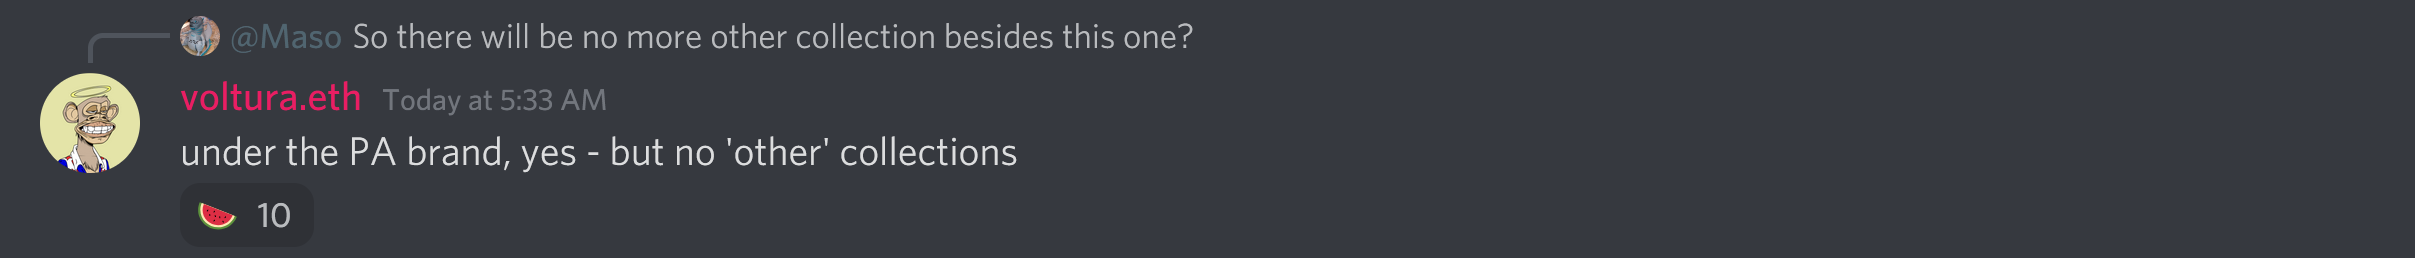 @Maso So there will be no more other collection besides this one?
voltura.eth Today at 5:33 AM
under the PA brand, yes - but no 'other' collections
10